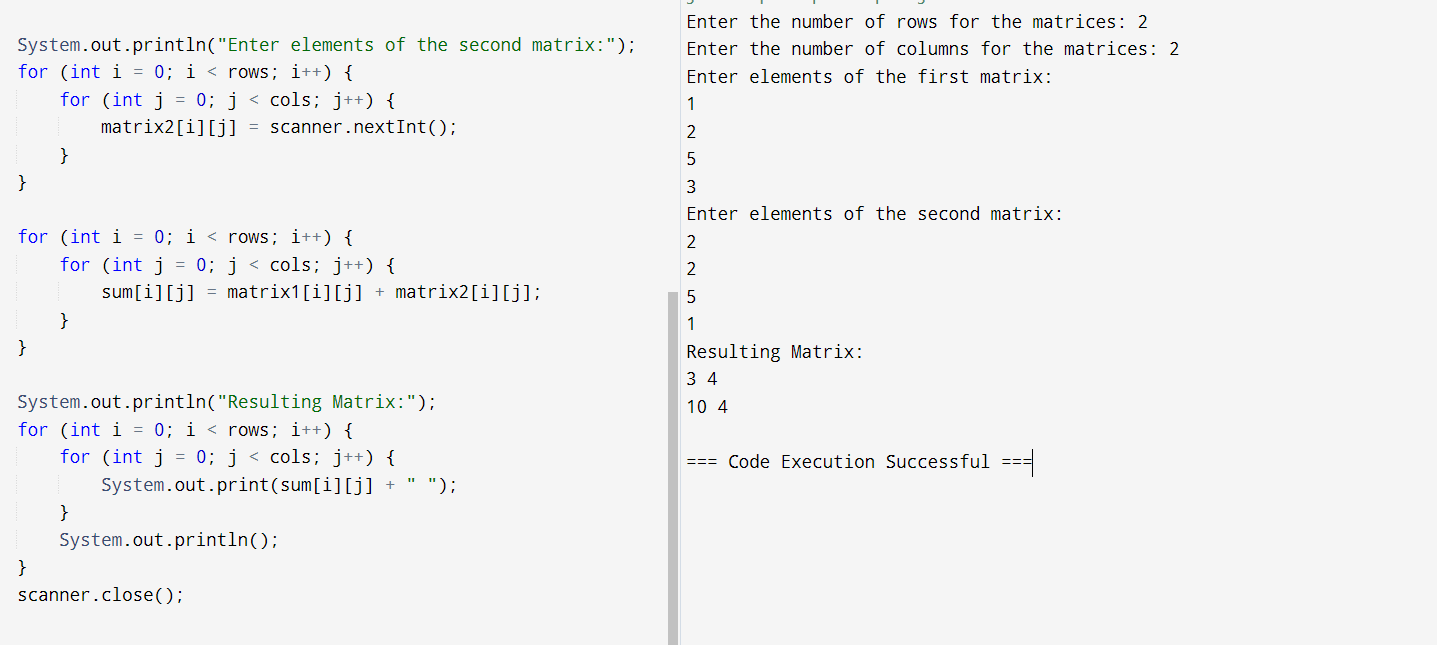 System.out.println("Enter elements of the second matrix:");
for (int i = 0; i < rows; i++) {
    for (int j = 0; j < cols; j++) {
        matrix2[i][j] = scanner.nextInt();
    }
}
for (int i = 0; i < rows; i++) {
    for (int j = 0; j < cols; j++) {
        sum[i][j] = matrix1[i][j] + matrix2[i][j];
    }
}
System.out.println("Resulting Matrix:");
for (int i = 0; i < rows; i++) {
    for (int j = 0; j < cols; j++) {
        System.out.print(sum[i][j] + " ");
    }
    System.out.println();
}
scanner.close();
Enter the number of rows for the matrices: 2
Enter the number of columns for the matrices: 2
Enter elements of the first matrix:
1
2
5
3
Enter elements of the second matrix:
2
2
5
1
Resulting Matrix:
3 4
10 4
=== Code Execution Successful ===